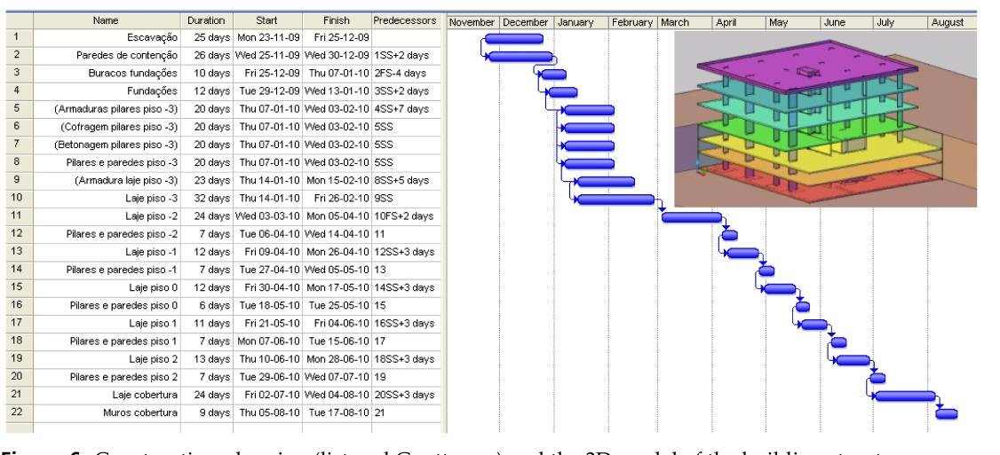 Name Duration Start Finish Predecessors November December January February March April May June July August
1 Escavação 25 days Mon 23-11-09 Fri 25-12-09
2 Paredes de contenção 26 days Wed 25-11-09 Wed 30-12-09 1SS+2 days
3 Buracos fundações 10 days Fri 25-12-09 Thu 07-01-10 2FS-4 days
4 Fundações 12 days Tue 29-12-09 Wed 13-01-10 3SS+2 days
5 (Armaduras pilares piso -3) 20 days Thu 07-01-10 Wed 03-02-10 4SS+7 days
6 (Cofragem pilares piso -3) 20 days Thu 07-01-10 Wed 03-02-10 5SS
7 (Betonagem pilares piso -3) 20 days Thu 07-01-10 Wed 03-02-10 5SS
8 Pilares e paredes piso -3 20 days Thu 07-01-10 Wed 03-02-10 5SS
9 (Armadura laje piso -3) 23 days Thu 14-01-10 Mon 15-02-10 8SS+5 days
10 Laje piso -3 32 days Thu 14-01-10 Fri 26-02-10 9SS
11 Laje piso -2 24 days Wed 03-03-10 Mon 05-04-10 10FS+2 days
12 Pilares e paredes piso -2 7 days Tue 06-04-10 Wed 14-04-10 11
13 Laje piso -1 12 days Fri 09-04-10 Mon 26-04-10 12SS+3 days
14 Pilares e paredes piso -1 7 days Tue 27-04-10 Wed 05-05-10 13
15 Laje piso 0 12 days Fri 30-04-10 Mon 17-05-10 14SS+3 days
16 Pilares e paredes piso 0 6 days Tue 18-05-10 Tue 25-05-10 15
17 Laje piso 1 11 days Fri 21-05-10 Fri 04-06-10 16SS+3 days
18 Pilares e paredes piso 1 7 days Mon 07-06-10 Tue 15-06-10 17
19 Laje piso 2 13 days Thu 10-06-10 Mon 28-06-10 18SS+3 days
20 Pilares e paredes piso 2 7 days Tue 29-06-10 Wed 07-07-10 19
21 Laje cobertura 24 days Fri 02-07-10 Wed 04-08-10 20SS+3 days
22 Muros cobertura 9 days Thu 05-08-10 Tue 17-08-10 21